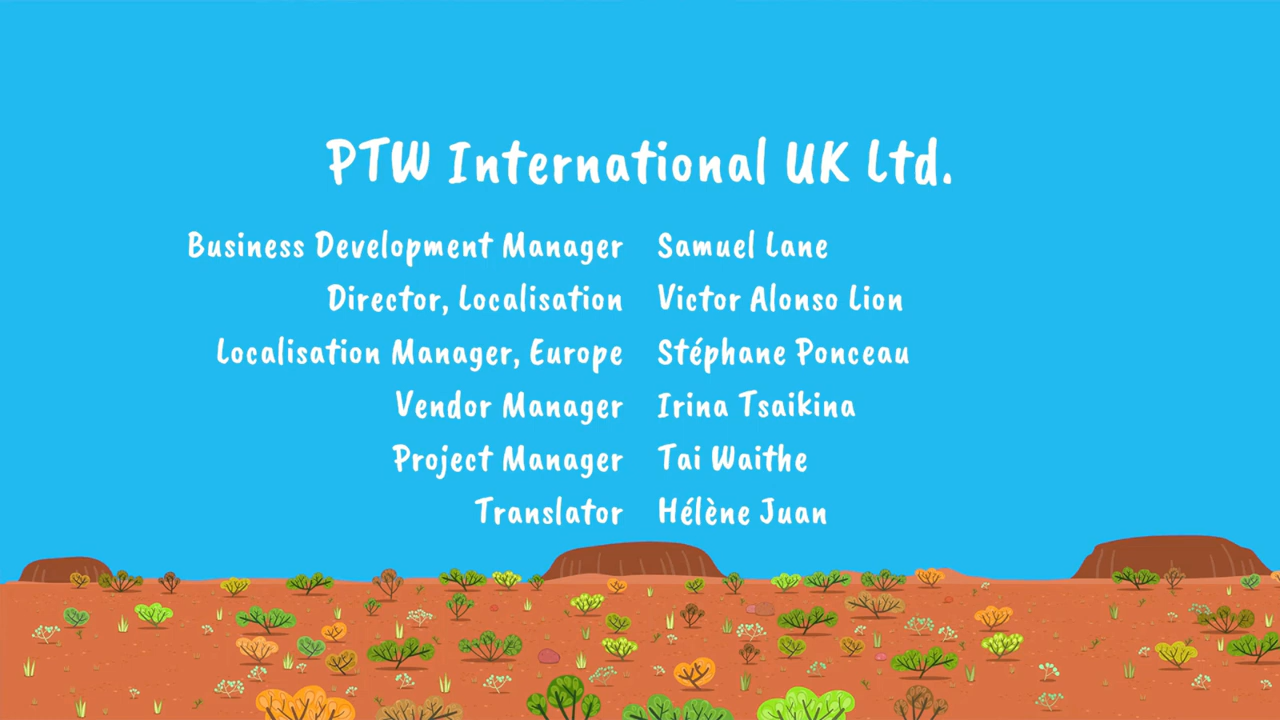 PTW International UK Ltd.
Business Development Manager Samuel Lane
Director, Localisation Victor Alonso Lion
Localisation Manager, Europe Stéphane Ponceau
Vendor Manager Irina Tsaikina
Project Manager Tai Waithe
Translator Hélène Juan